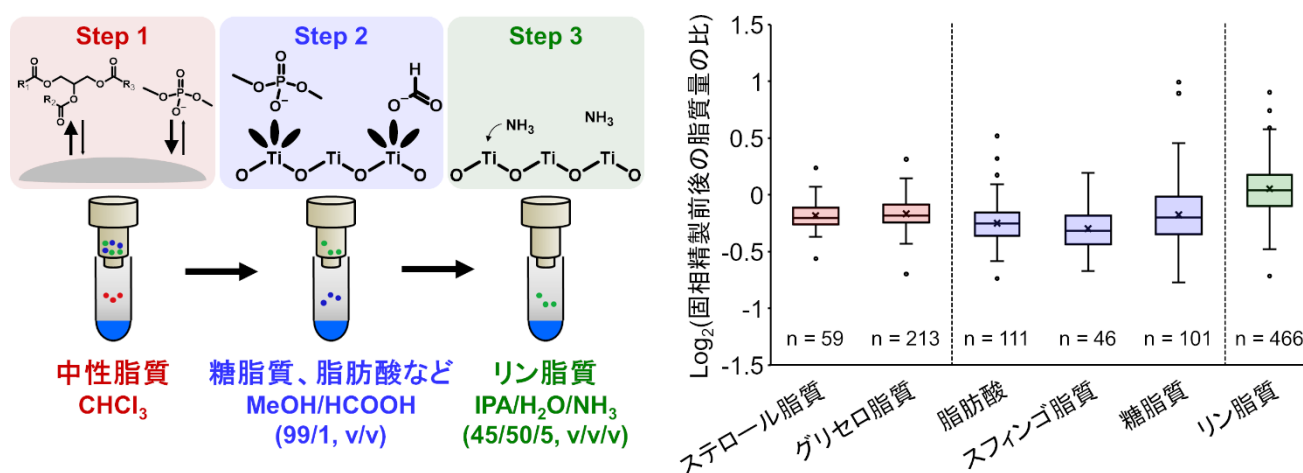 Step 1
Step 2
Step 3
R1
O
O
O
O
R3
R2
O
O
O
O
P
O
O−
O
O
P
O
O−
H
O−
O
Ti
Ti
Ti
O
O
O
O
NH3
NH3
Ti
Ti
Ti
O
O
O
O
中性脂質
CHCl3
糖脂質、脂肪酸など
MeOH/HCOOH
(99/1, v/v)
リン脂質
IPA/H2O/NH3
(45/50/5, v/v/v)
Log2(固相精製前後の脂質量の比)
1.5
1
0.5
0
-0.5
-1
-1.5
n = 59
n = 213
n = 111
n = 46
n = 101
n = 466
ステロール脂質
グリセロ脂質
脂肪酸
スフィンゴ脂質
糖脂質
リン脂質